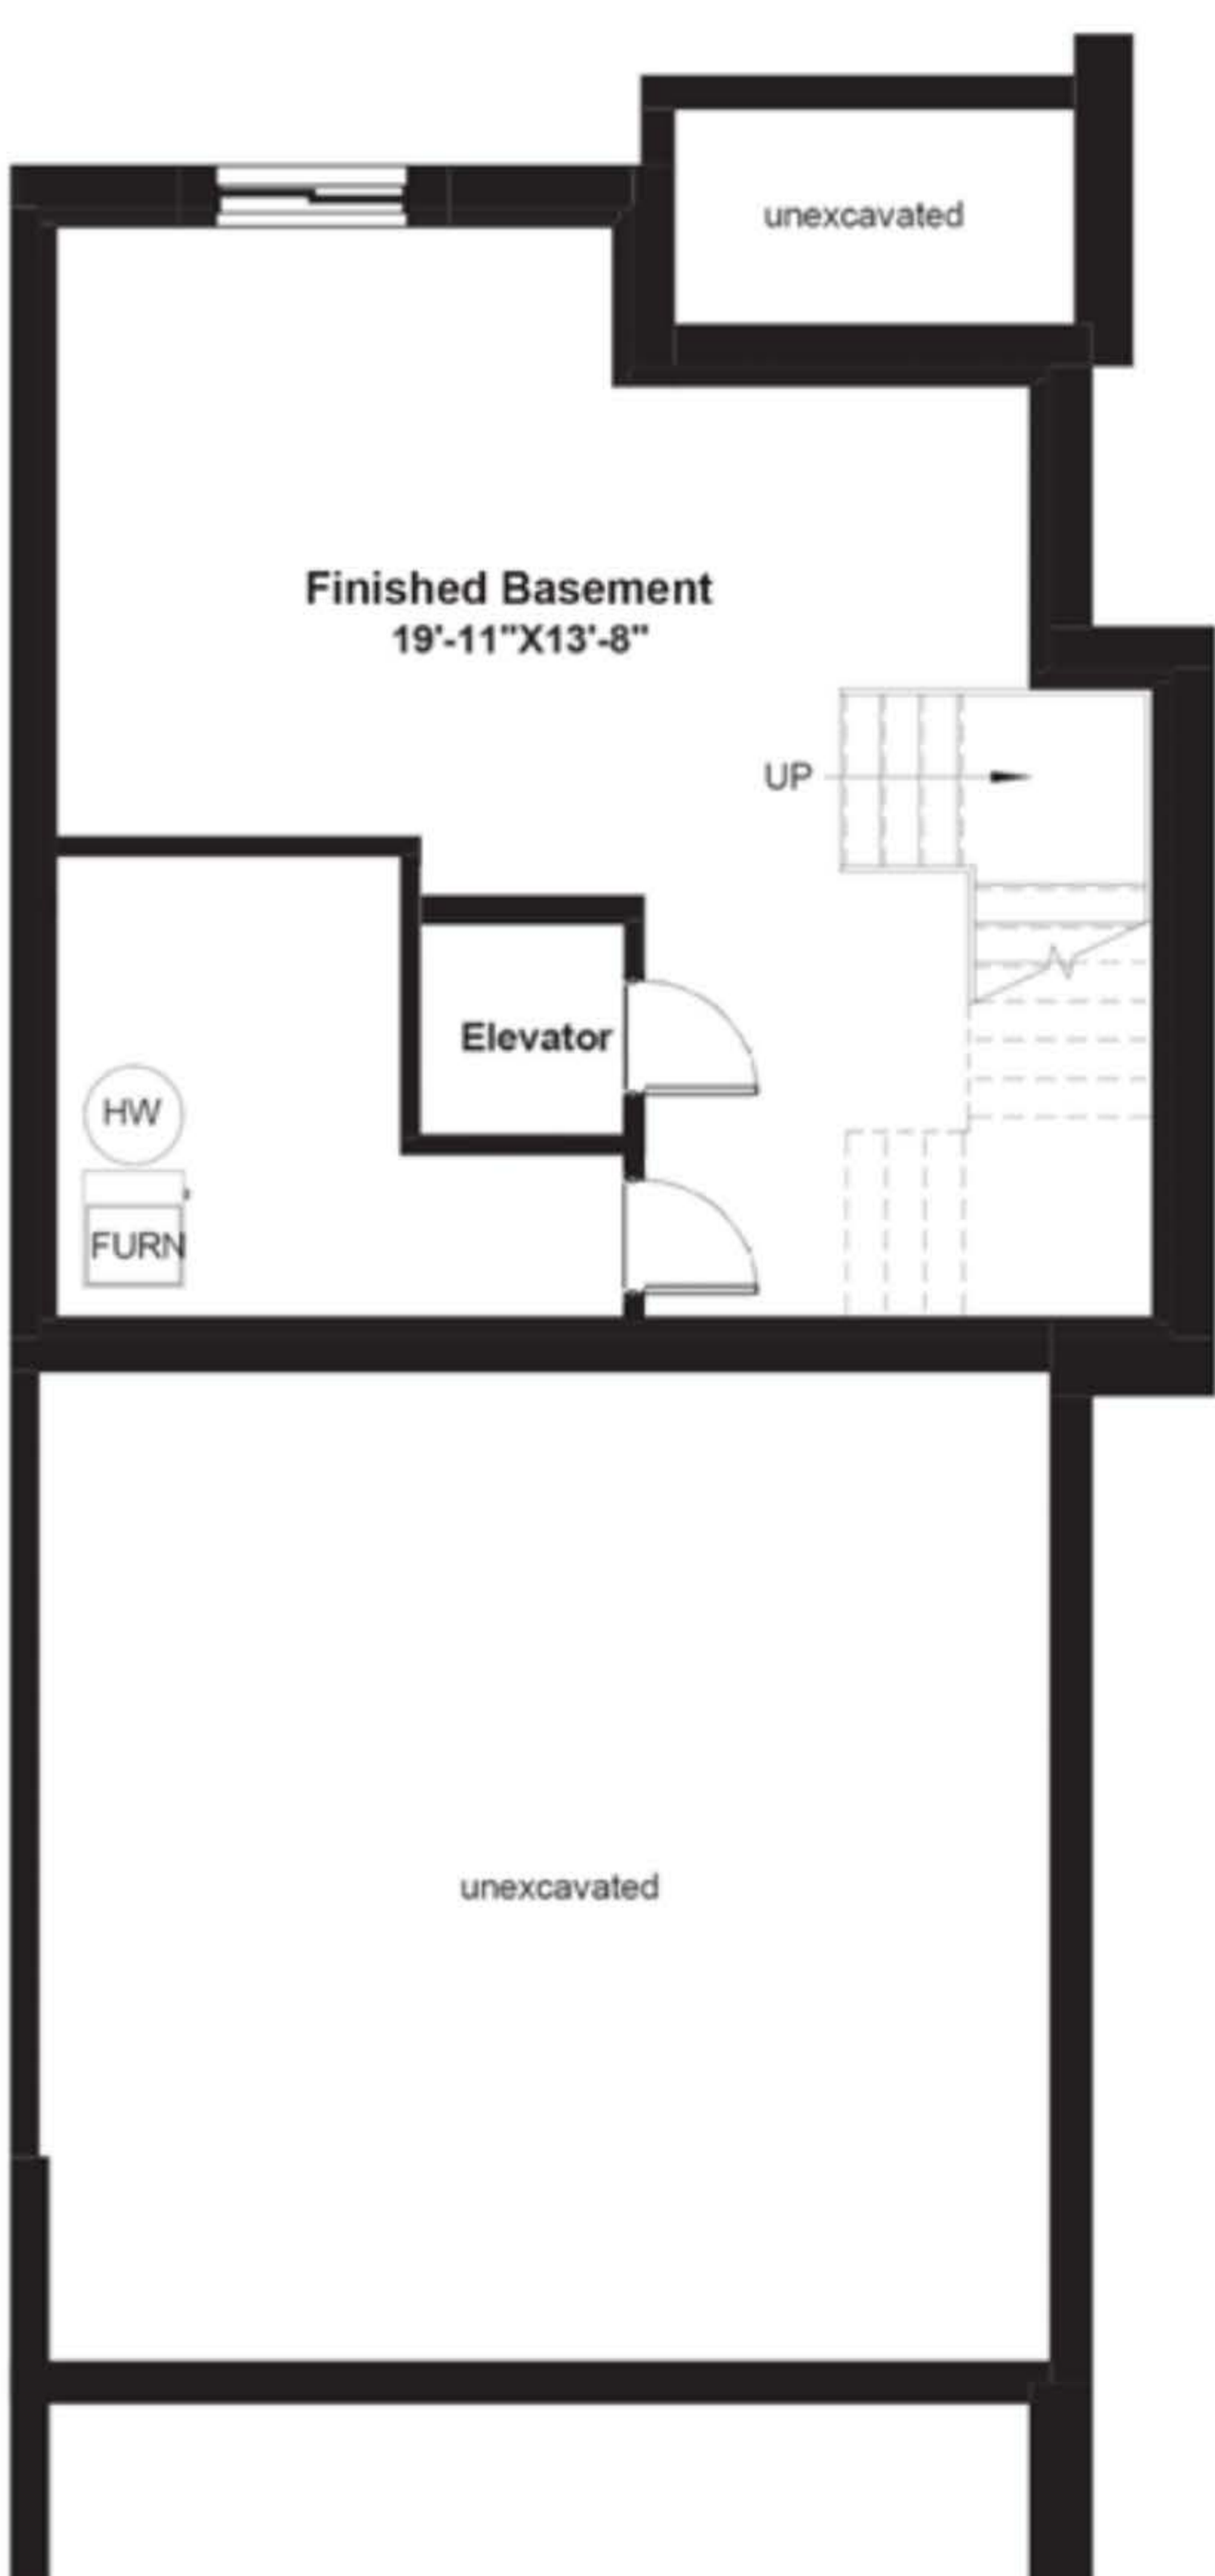 unexcavated
Finished Basement
19'-11"X13'-8"
UP
Elevator
HW
FURN
unexcavated